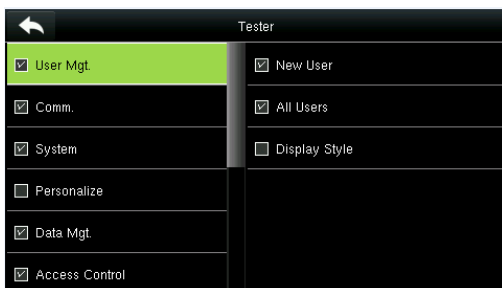 Tester
User Mgt.
Comm.
System
Personalize
Data Mgt.
Access Control
New User
All Users
Display Style